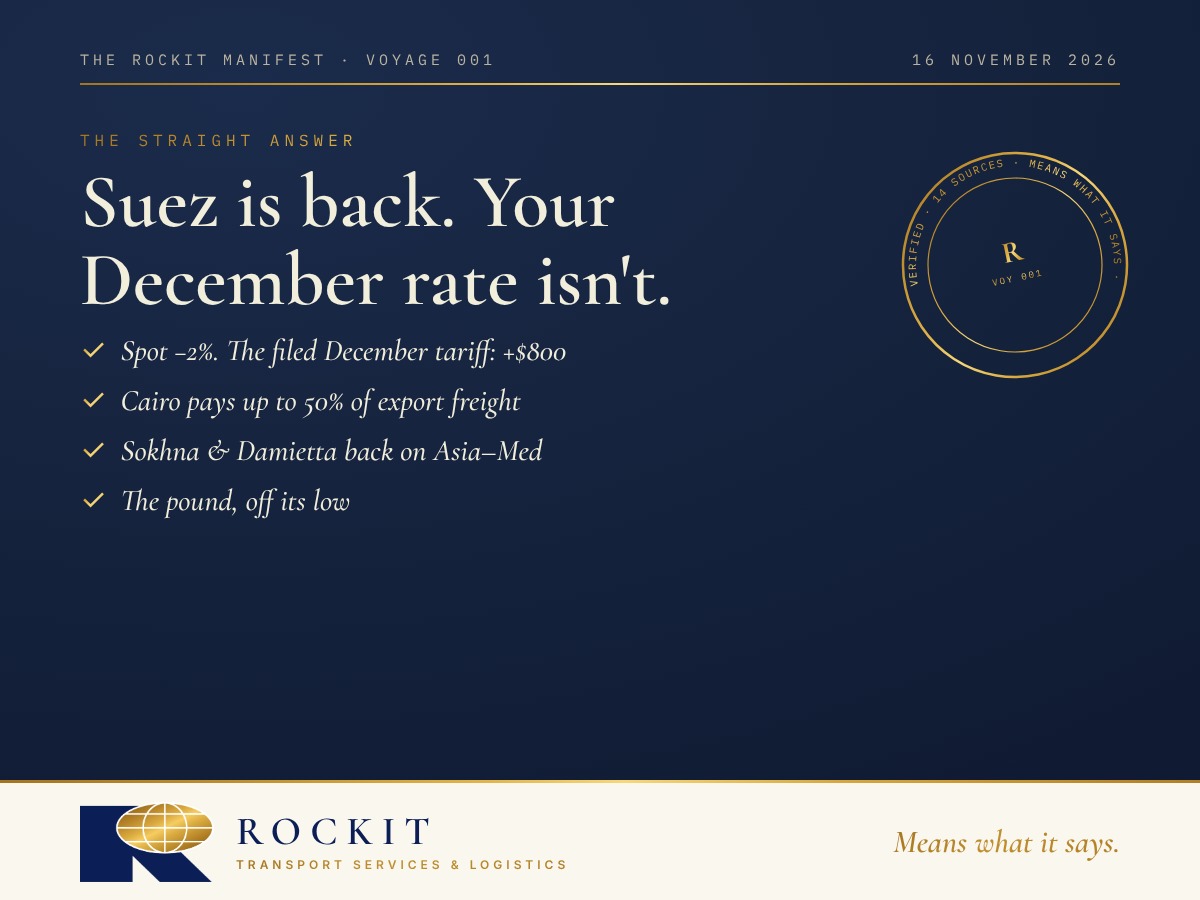 THE ROCKIT MANIFEST · VOYAGE 001
16 NOVEMBER 2026
THE STRAIGHT ANSWER
Suez is back. Your
December rate isn't.
VERIFIED · 14 SOURCES · MEANS WHAT IT SAYS ·
R
VOY 001
Spot −2%. The filed December tariff: +$800
Cairo pays up to 50% of export freight
Sokhna & Damietta back on Asia–Med
The pound, off its low
ROCKIT
TRANSPORT SERVICES & LOGISTICS
Means what it says.